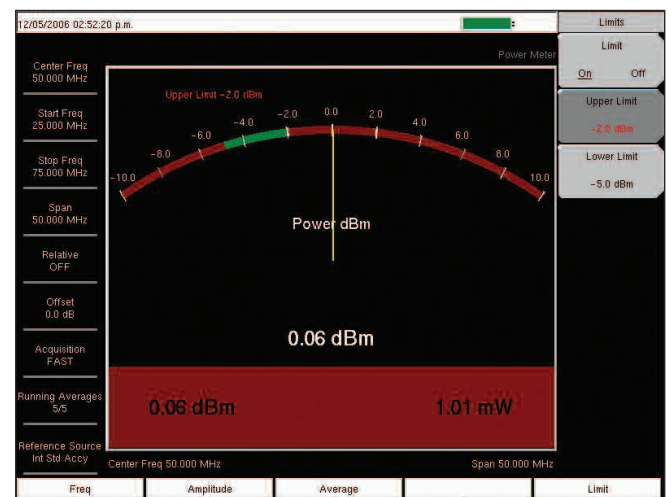 12/05/2006 02:52:20 p.m.
Power Meter
Center Freq
50.000 MHz
Start Freq
25.000 MHz
Stop Freq
75.000 MHz
Span
50.000 MHz
Relative
OFF
Offset
0.0 dB
Acquisition
FAST
Running Averages
5/5
Reference Source
Int Std Accy
Upper Limit -2.0 dBm
-10.0
-8.0
-6.0
-4.0
-2.0
0.0
2.0
4.0
6.0
8.0
10.0
Power dBm
0.06 dBm
0.06 dBm
1.01 mW
Center Freq 50.000 MHz
Span 50.000 MHz
Limits
Limit
On Off
Upper Limit
-2.0 dBm
Lower Limit
-5.0 dBm
Freq
Amplitude
Average
Limit